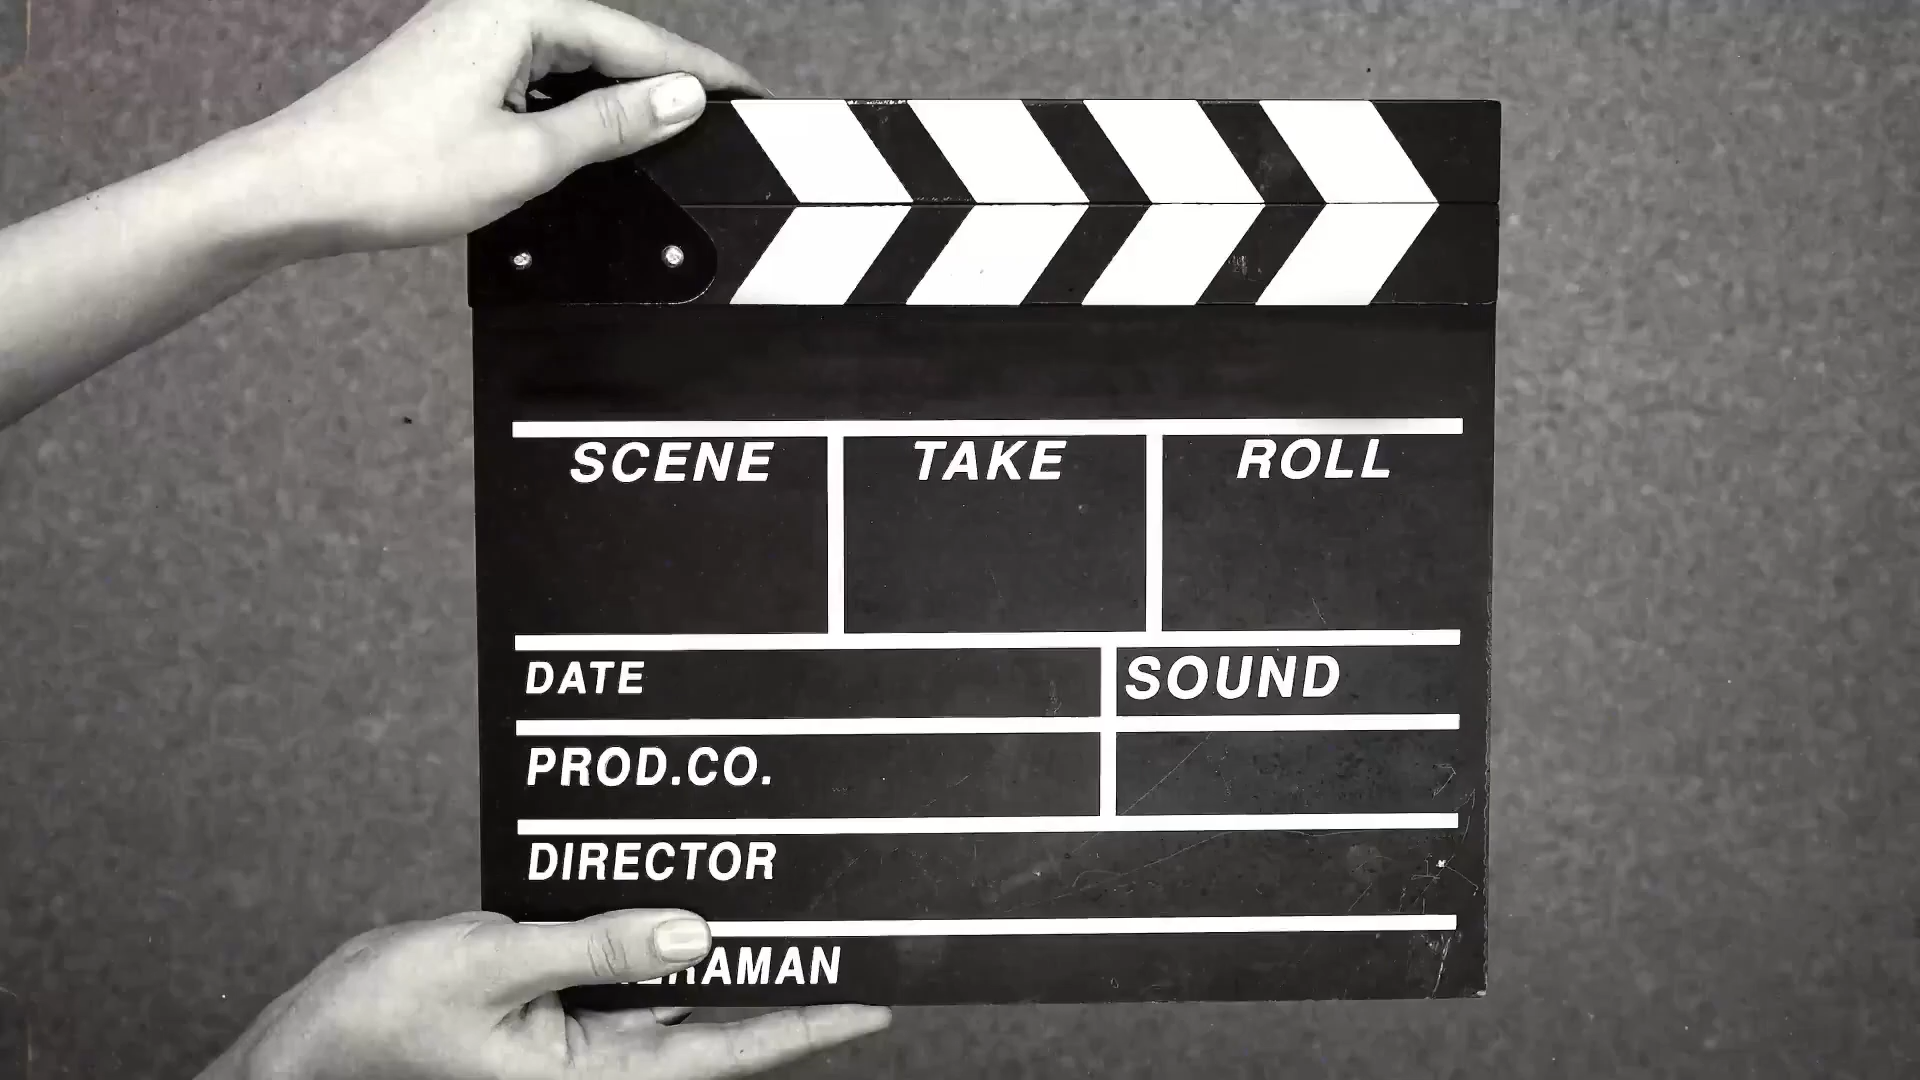 SCENE TAKE ROLL
DATE SOUND
PROD.CO.
DIRECTOR